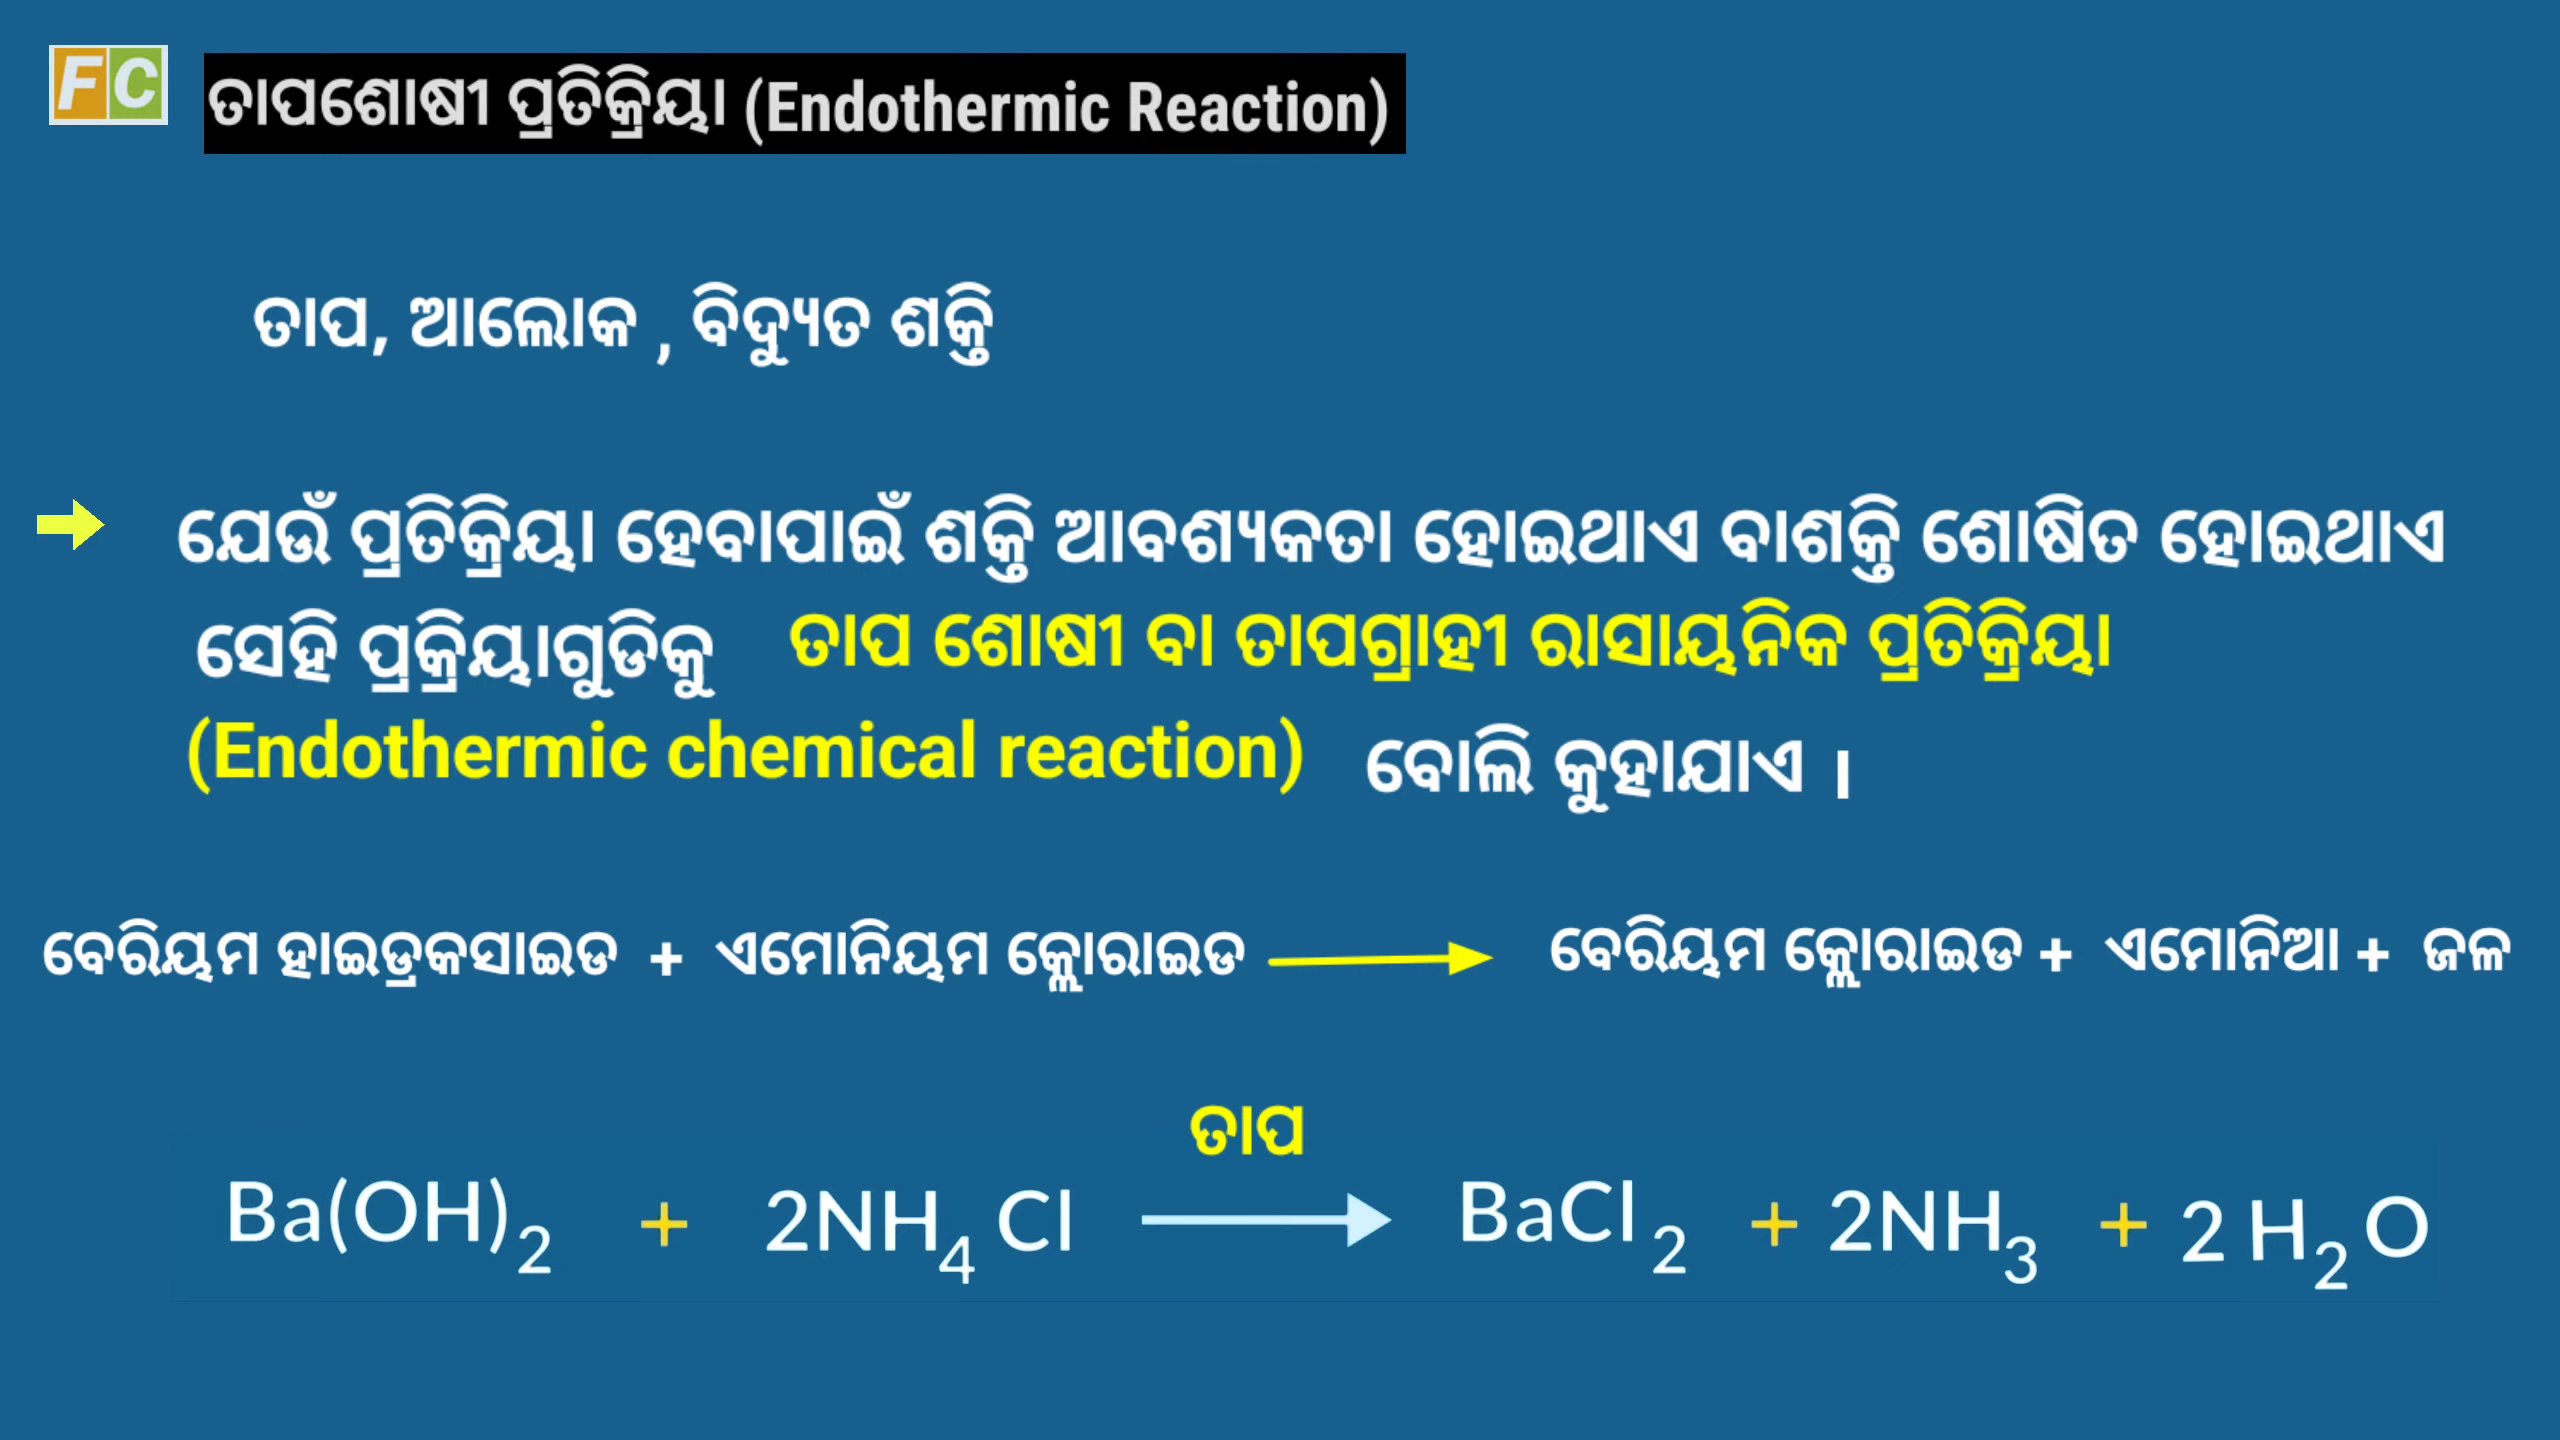 FC
ତାପଶୋଷୀ ପ୍ରତିକ୍ରିୟା (Endothermic Reaction)
ତାପ, ଆଲୋକ , ବିଦ୍ୟୁତ ଶକ୍ତି
ଯେଉଁ ପ୍ରତିକ୍ରିୟା ହେବାପାଇଁ ଶକ୍ତି ଆବଶ୍ୟକତା ହୋଇଥାଏ ବାଶକ୍ତି ଶୋଷିତ ହୋଇଥାଏ
ସେହି ପ୍ରକ୍ରିୟାଗୁଡିକୁ ତାପ ଶୋଷୀ ବା ତାପଗ୍ରାହୀ ରାସାୟନିକ ପ୍ରତିକ୍ରିୟା
(Endothermic chemical reaction) ବୋଲି କୁହାଯାଏ ।
ବେରିୟମ ହାଇଡ୍ରକସାଇଡ + ଏମୋନିୟମ କ୍ଲୋରାଇଡ ⟶ ବେରିୟମ କ୍ଲୋରାଇଡ + ଏମୋନିଆ + ଜଳ
ତାପ
Ba(OH)₂ + 2NH₄Cl ⟶ BaCl₂ + 2NH₃ + 2H₂O